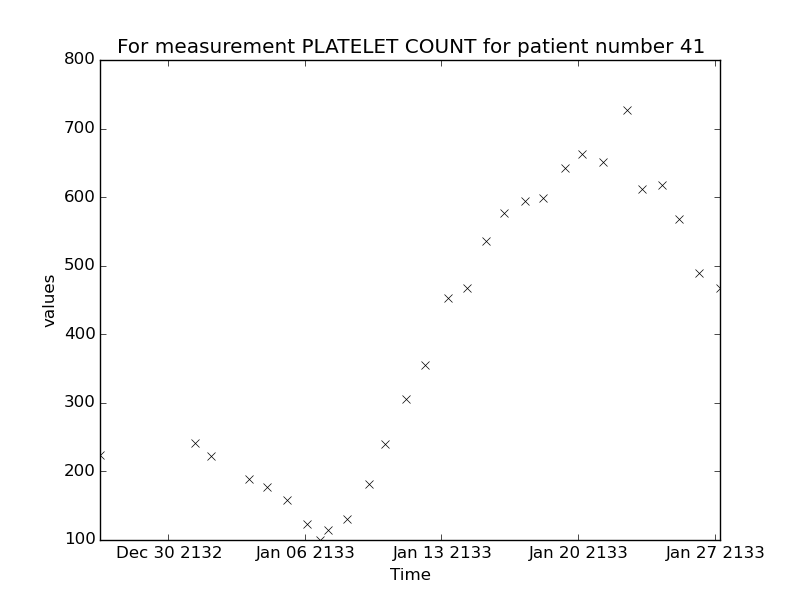 For measurement PLATELET COUNT for patient number 41
800
700
600
500
400
300
200
100
values
Dec 30 2132 Jan 06 2133 Jan 13 2133 Jan 20 2133 Jan 27 2133
Time